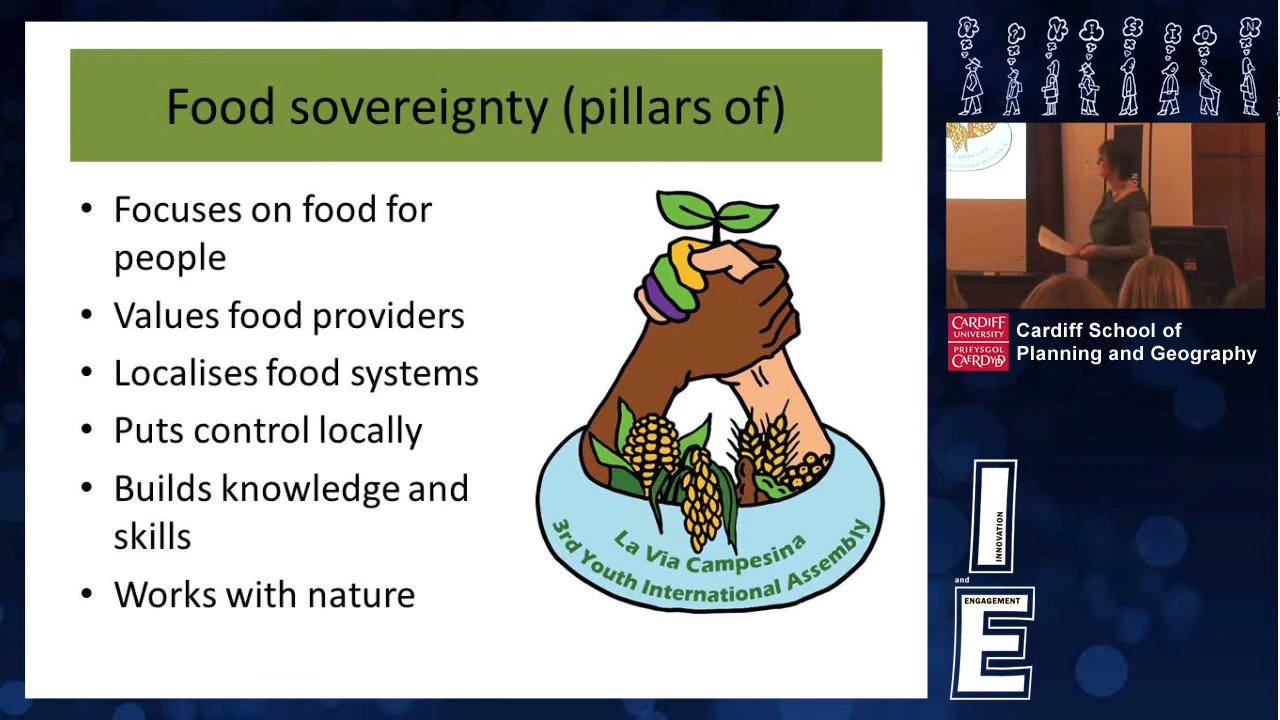 Food sovereignty (pillars of)
• Focuses on food for
people
• Values food providers
• Localises food systems
• Puts control locally
• Builds knowledge and
skills
• Works with nature
La Via Campesina
3rd Youth International Assembly
R E V I S I O N
CARDIFF
UNIVERSITY
PRIFYSGOL
CAERDYDD
Cardiff School of
Planning and Geography
I
INNOVATION
and
ENGAGEMENT
E